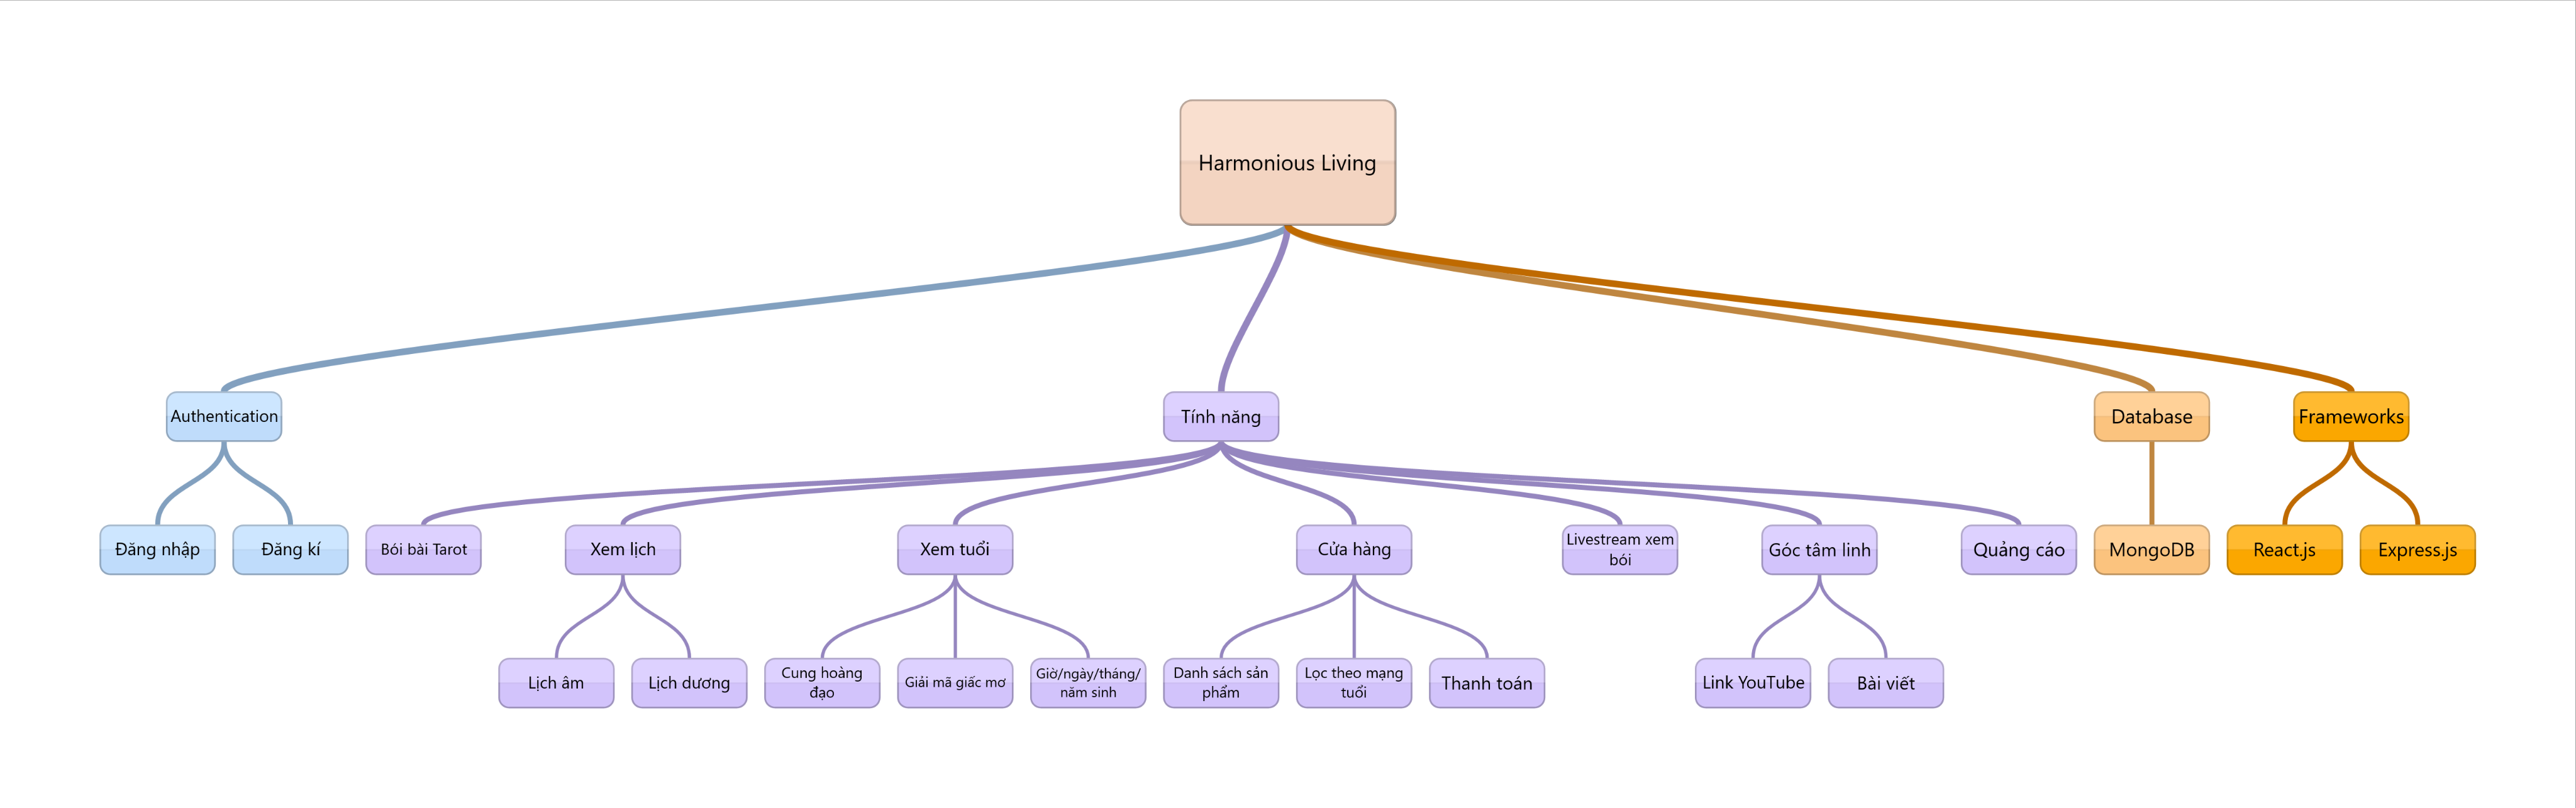 Harmonious Living
Authentication
Tính năng
Database
Frameworks
Đăng nhập
Đăng kí
Bói bài Tarot
Xem lịch
Xem tuổi
Cửa hàng
Livestream xem
bói
Góc tâm linh
Quảng cáo
MongoDB
React.js
Express.js
Lịch âm
Lịch dương
Cung hoàng
đạo
Giải mã giấc mơ
Giờ/ngày/tháng/
năm sinh
Danh sách sản
phẩm
Lọc theo mạng
tuổi
Thanh toán
Link YouTube
Bài viết